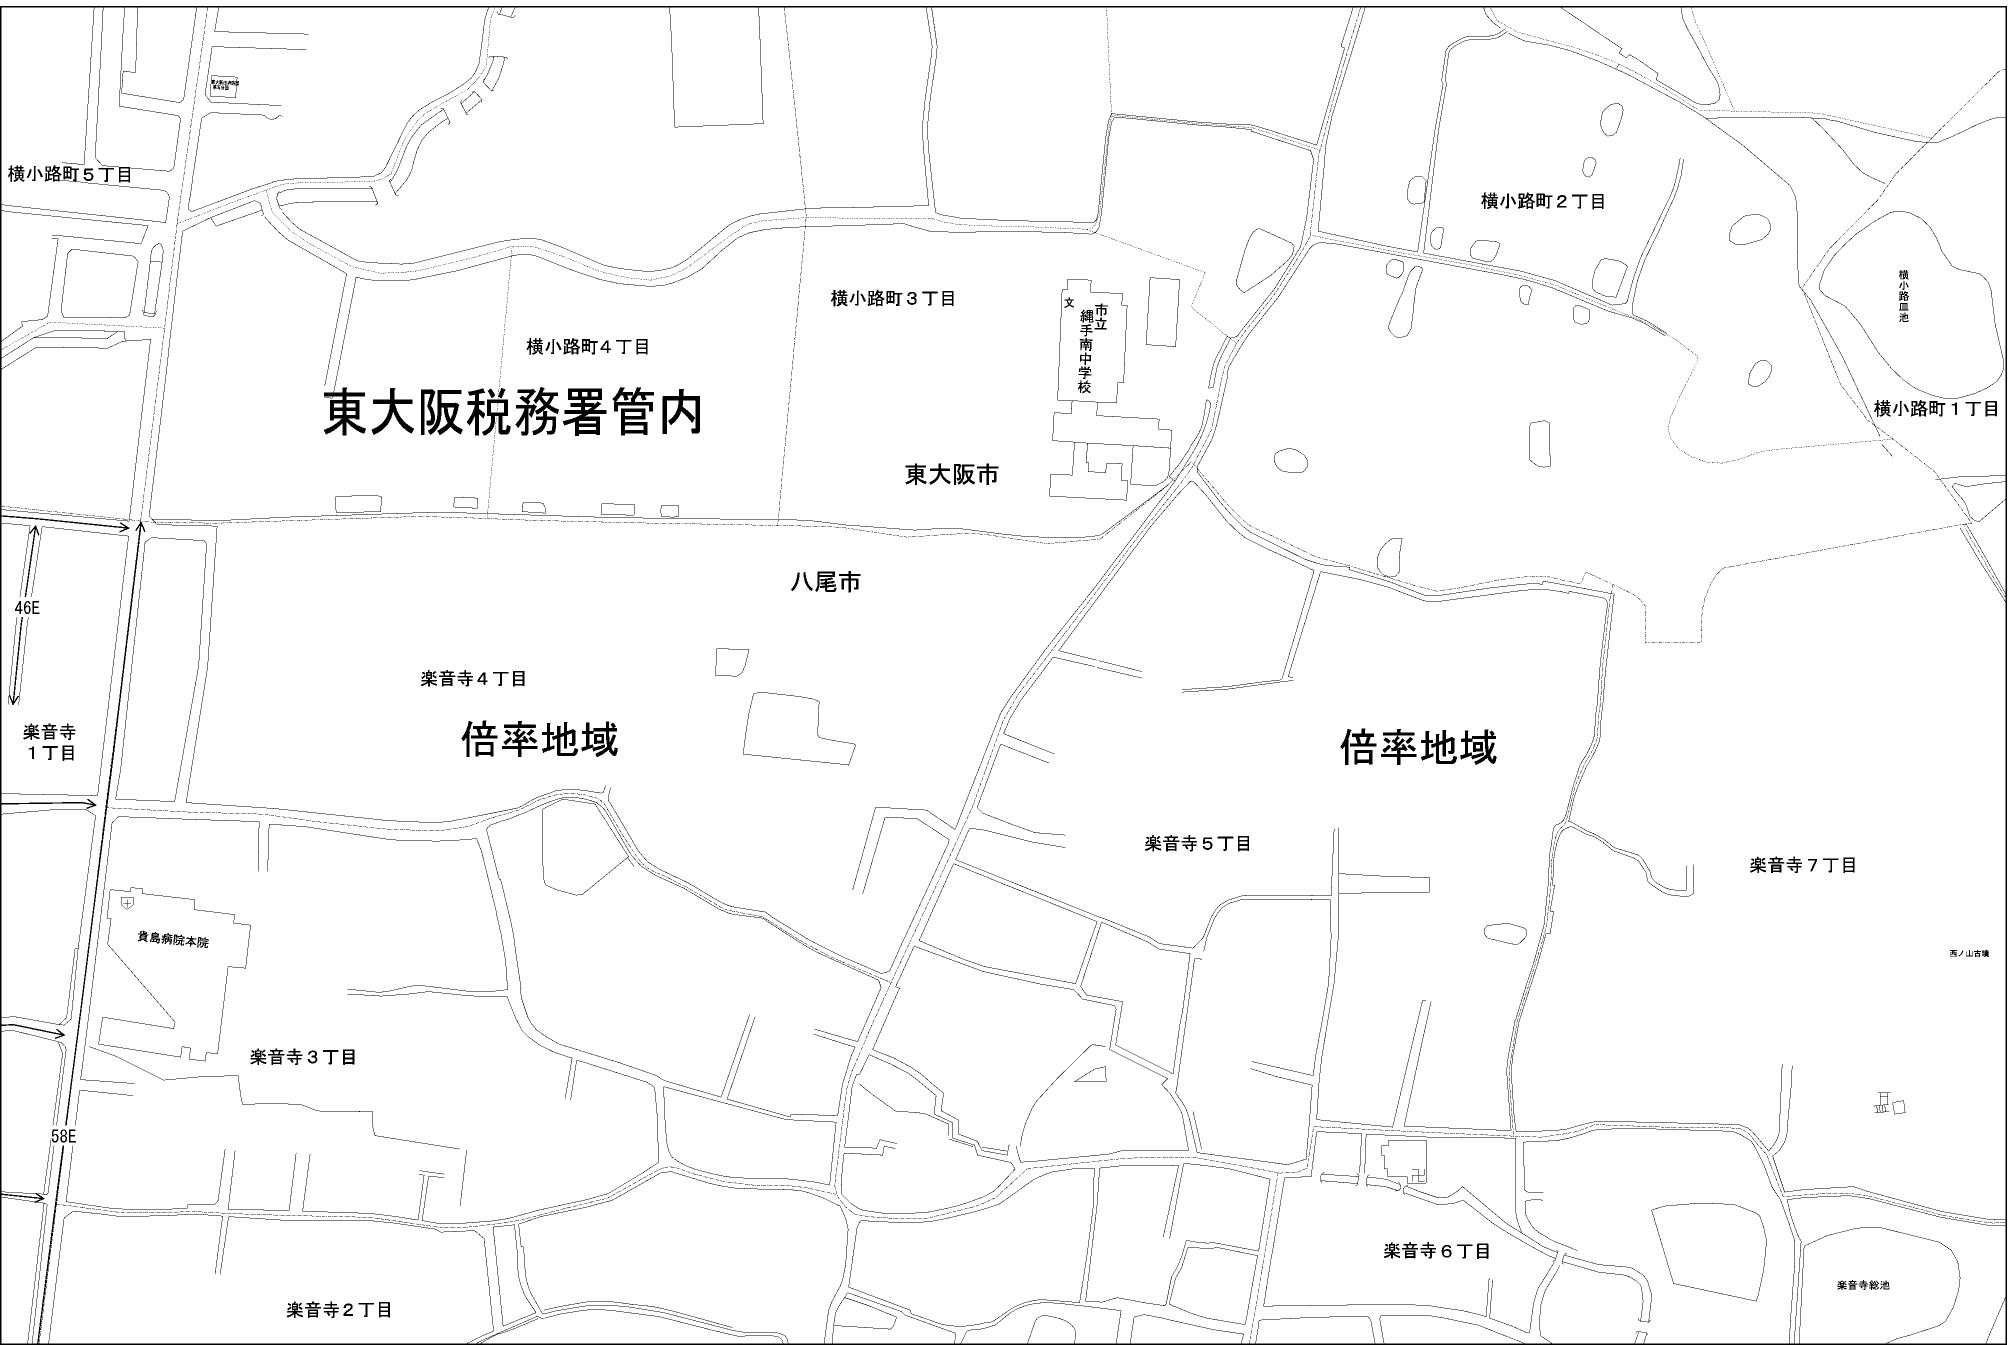 横小路町５丁目
横小路町２丁目
横小路皿池
横小路町３丁目
文
市立
縄手南中学校
横小路町４丁目
東大阪税務署管内
横小路町１丁目
東大阪市
八尾市
46E
楽音寺４丁目
楽音寺
１丁目
倍率地域
倍率地域
楽音寺５丁目
楽音寺７丁目
貴島病院本院
西ノ山古墳
楽音寺３丁目
58E
楽音寺６丁目
楽音寺総池
楽音寺２丁目